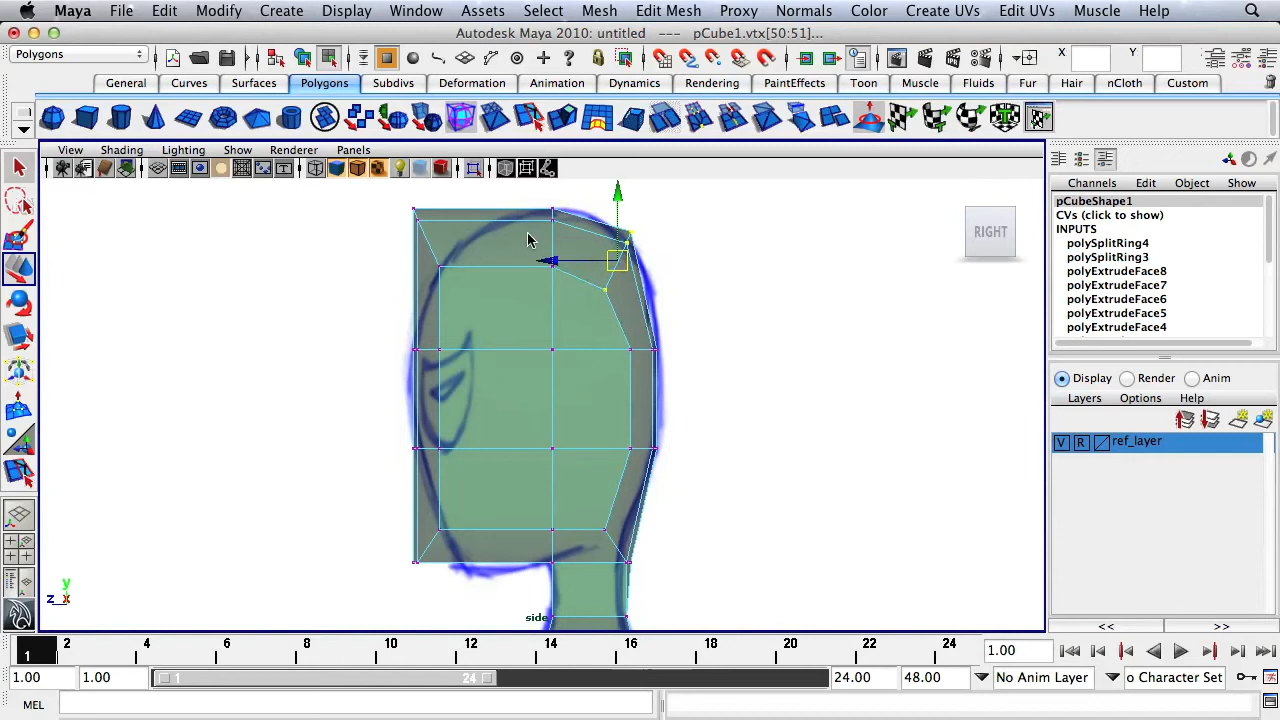 Maya File Edit Modify Create Display Window Assets Select Mesh Edit Mesh Proxy Normals Color Create UVs Edit UVs Muscle Help
Autodesk Maya 2010: untitled --- pCube1.vtx[50:51]...
Polygons X Y
General Curves Surfaces Polygons Subdivs Deformation Animation Dynamics Rendering PaintEffects Toon Muscle Fluids Fur Hair nCloth Custom
View Shading Lighting Show Renderer Panels
Channels Edit Object Show
pCubeShape1
CVs (click to show)
INPUTS
polySplitRing4
polySplitRing3
polyExtrudeFace8
polyExtrudeFace7
polyExtrudeFace6
polyExtrudeFace5
polyExtrudeFace4
RIGHT
Display Render Anim
Layers Options Help
V R ref_layer
y
z x
side
<< >>
1 2 4 6 8 10 12 14 16 18 20 22 24 1.00
1.00 1.00 1 24 24.00 48.00 No Anim Layer o Character Set
MEL